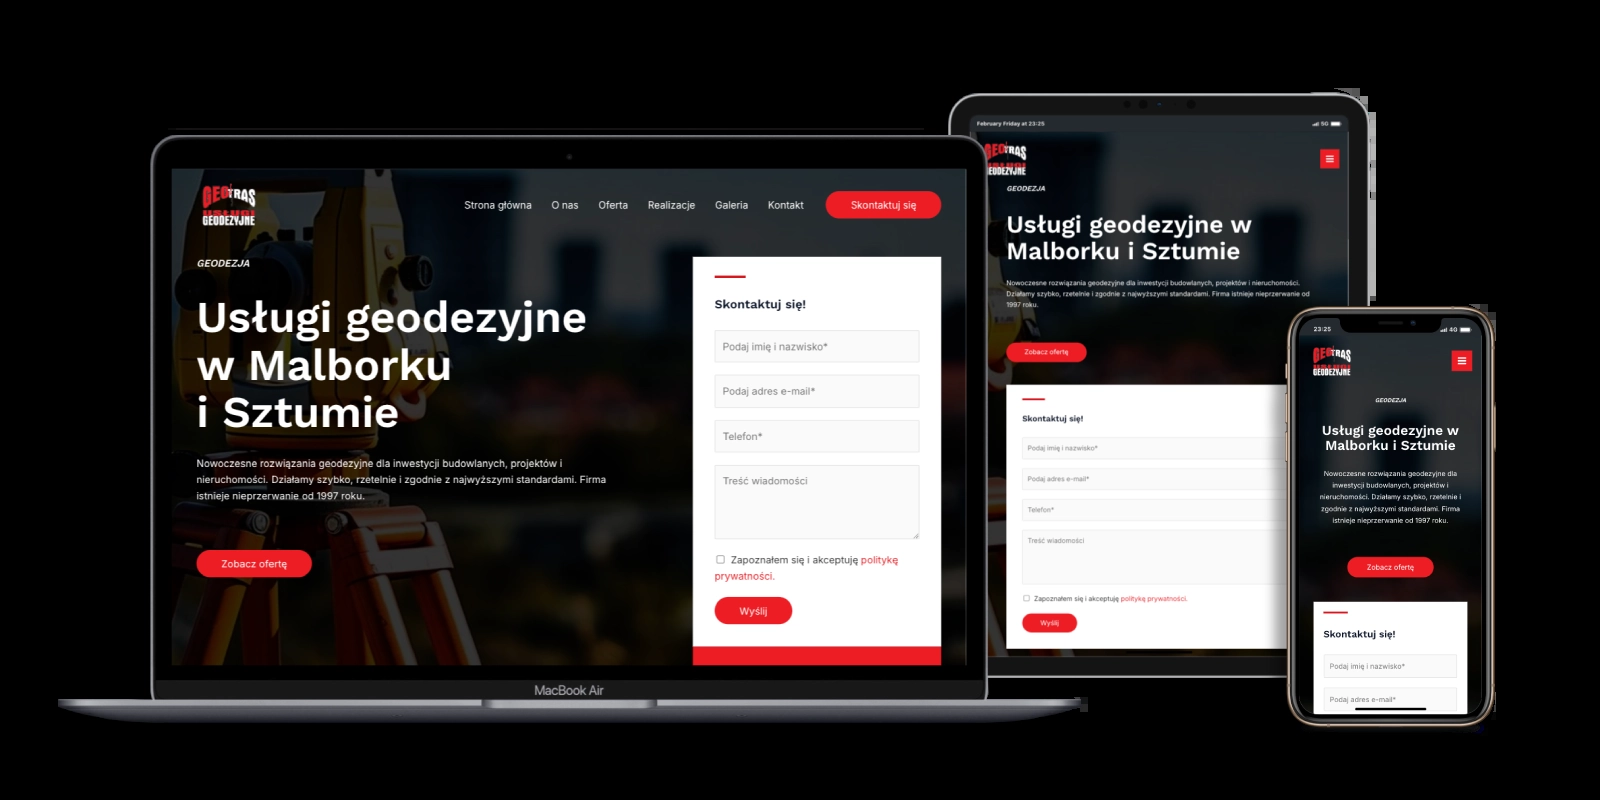 GEOTRAS
USŁUGI
GEODEZYJNE
Strona główna
O nas
Oferta
Realizacje
Galeria
Kontakt
Skontaktuj się
GEODEZJA
Usługi geodezyjne
w Malborku
i Sztumie
Nowoczesne rozwiązania geodezyjne dla inwestycji budowlanych, projektów i
nieruchomości. Działamy szybko, rzetelnie i zgodnie z najwyższymi standardami. Firma
istnieje nieprzerwanie od 1997 roku.
Zobacz ofertę
Skontaktuj się!
Podaj imię i nazwisko*
Podaj adres e-mail*
Telefon*
Treść wiadomości
Zapoznałem się i akceptuję politykę
prywatności.
Wyślij
MacBook Air
February Friday at 23:25
5G
GEOTRAS
USŁUGI
GEODEZYJNE
GEODEZJA
Usługi geodezyjne w
Malborku i Sztumie
Nowoczesne rozwiązania geodezyjne dla inwestycji budowlanych, projektów i nieruchomości.
Działamy szybko, rzetelnie i zgodnie z najwyższymi standardami. Firma istnieje nieprzerwanie od
1997 roku.
Zobacz ofertę
Skontaktuj się!
Podaj imię i nazwisko*
Podaj adres e-mail*
Telefon*
Treść wiadomości
Zapoznałem się i akceptuję politykę prywatności.
Wyślij
23:25
4G
GEOTRAS
USŁUGI
GEODEZYJNE
GEODEZJA
Usługi geodezyjne w
Malborku i Sztumie
Nowoczesne rozwiązania geodezyjne dla
inwestycji budowlanych, projektów i
nieruchomości. Działamy szybko, rzetelnie i
zgodnie z najwyższymi standardami. Firma
istnieje nieprzerwanie od 1997 roku.
Zobacz ofertę
Skontaktuj się!
Podaj imię i nazwisko*
Podaj adres e-mail*